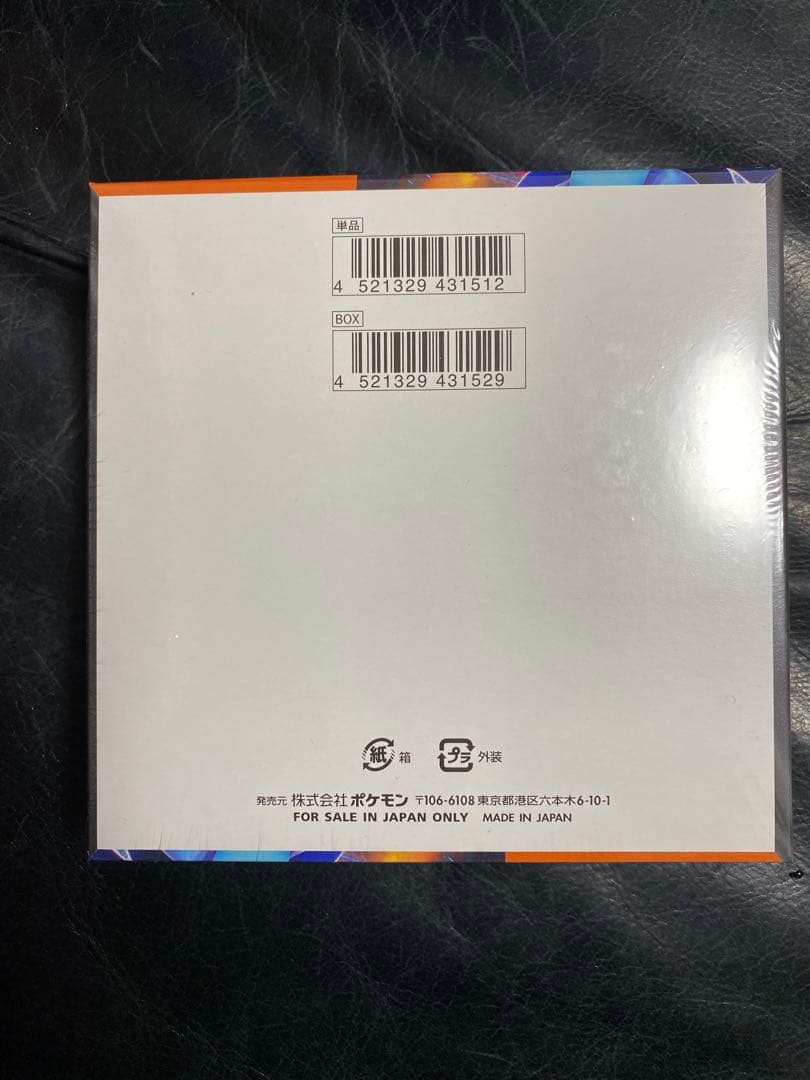 単品
4 521329 431512
BOX
4 521329 431529
紙 箱 プラ 外装
発売元 株式会社 ポケモン 〒106-6108 東京都港区六本木6-10-1
FOR SALE IN JAPAN ONLY MADE IN JAPAN